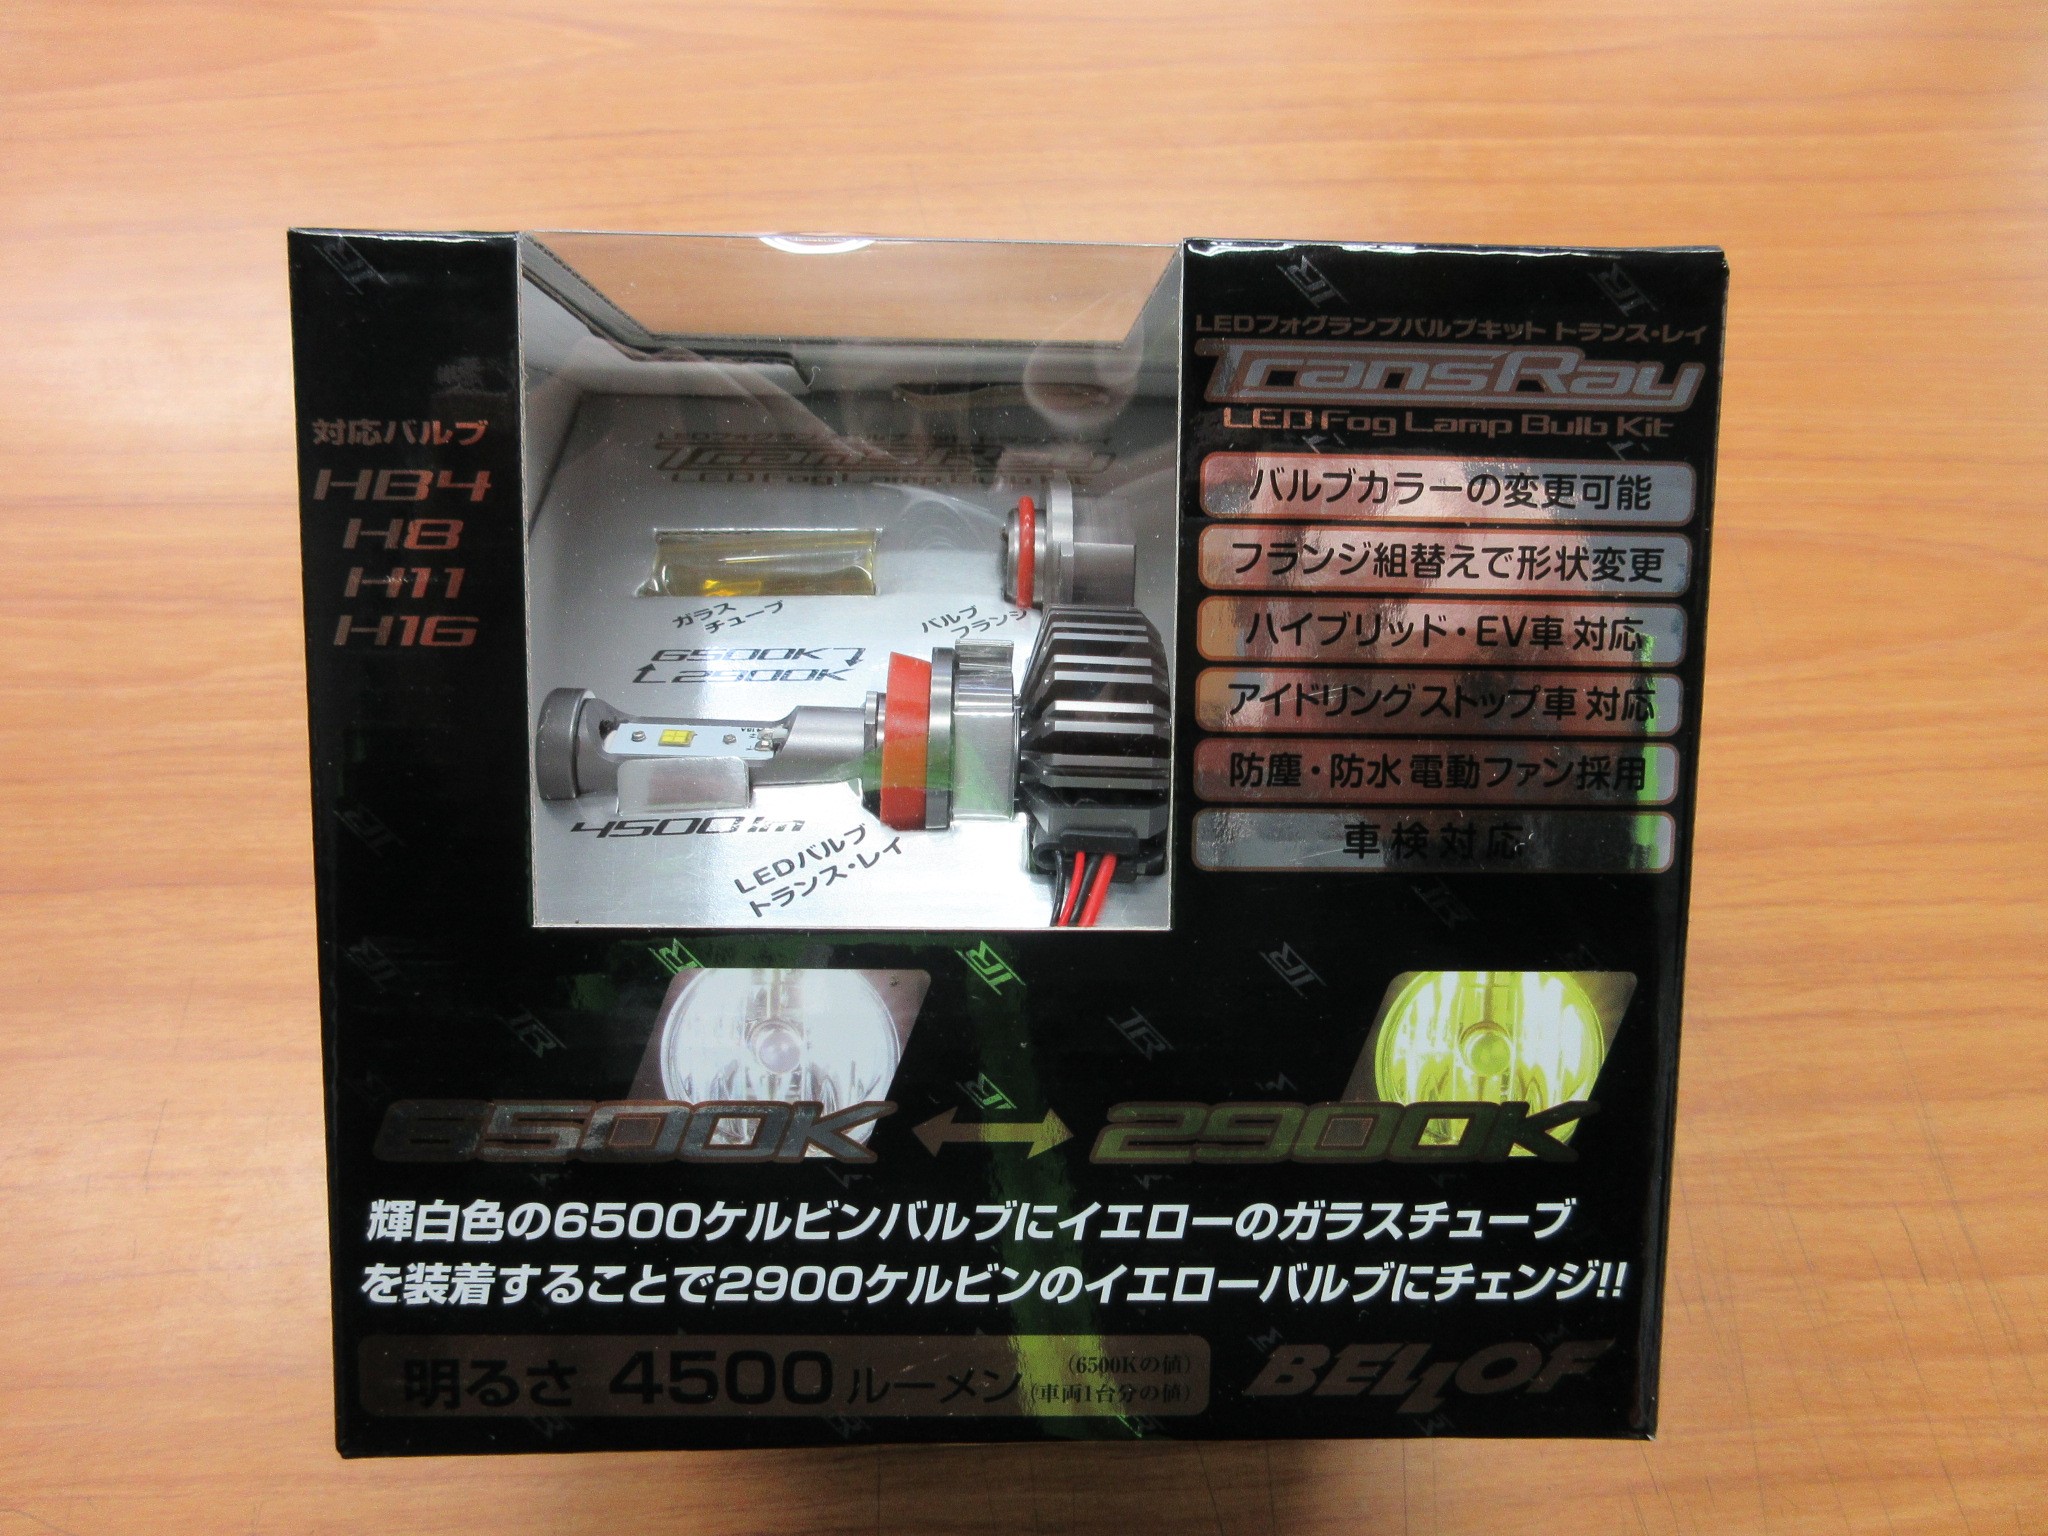 対応バルブ
HB4
H8
H11
H16
LEDフォグランプバルブキット トランス・レイ
TransRay
LED Fog Lamp Bulb Kit
バルブカラーの変更可能
フランジ組替えで形状変更
ハイブリッド・EV車 対応
アイドリングストップ車 対応
防塵・防水 電動ファン採用
車検対応
LED Fog Lamp Bulb Kit
ガラス
チューブ
バルブ
フランジ
6500K
2900K
4500lm
LEDバルブ
トランス・レイ
6500K 2900K
輝白色の6500ケルビンバルブにイエローのガラスチューブ
を装着することで2900ケルビンのイエローバルブにチェンジ!!
明るさ 4500ルーメン (6500Kの値)
(車両1台分の値)
BELLOF